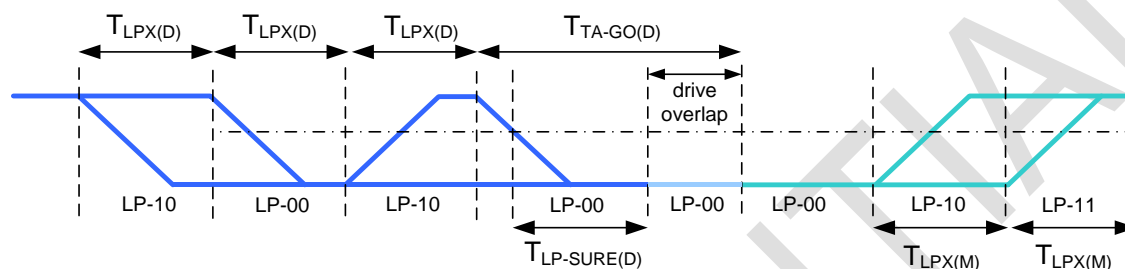 TLPX(D) TLPX(D) TLPX(D) TTA-GO(D)
drive
overlap
LP-10 LP-00 LP-10 LP-00 LP-00 LP-00 LP-10 LP-11
TLP-SURE(D) TLPX(M) TLPX(M)
NTIAL